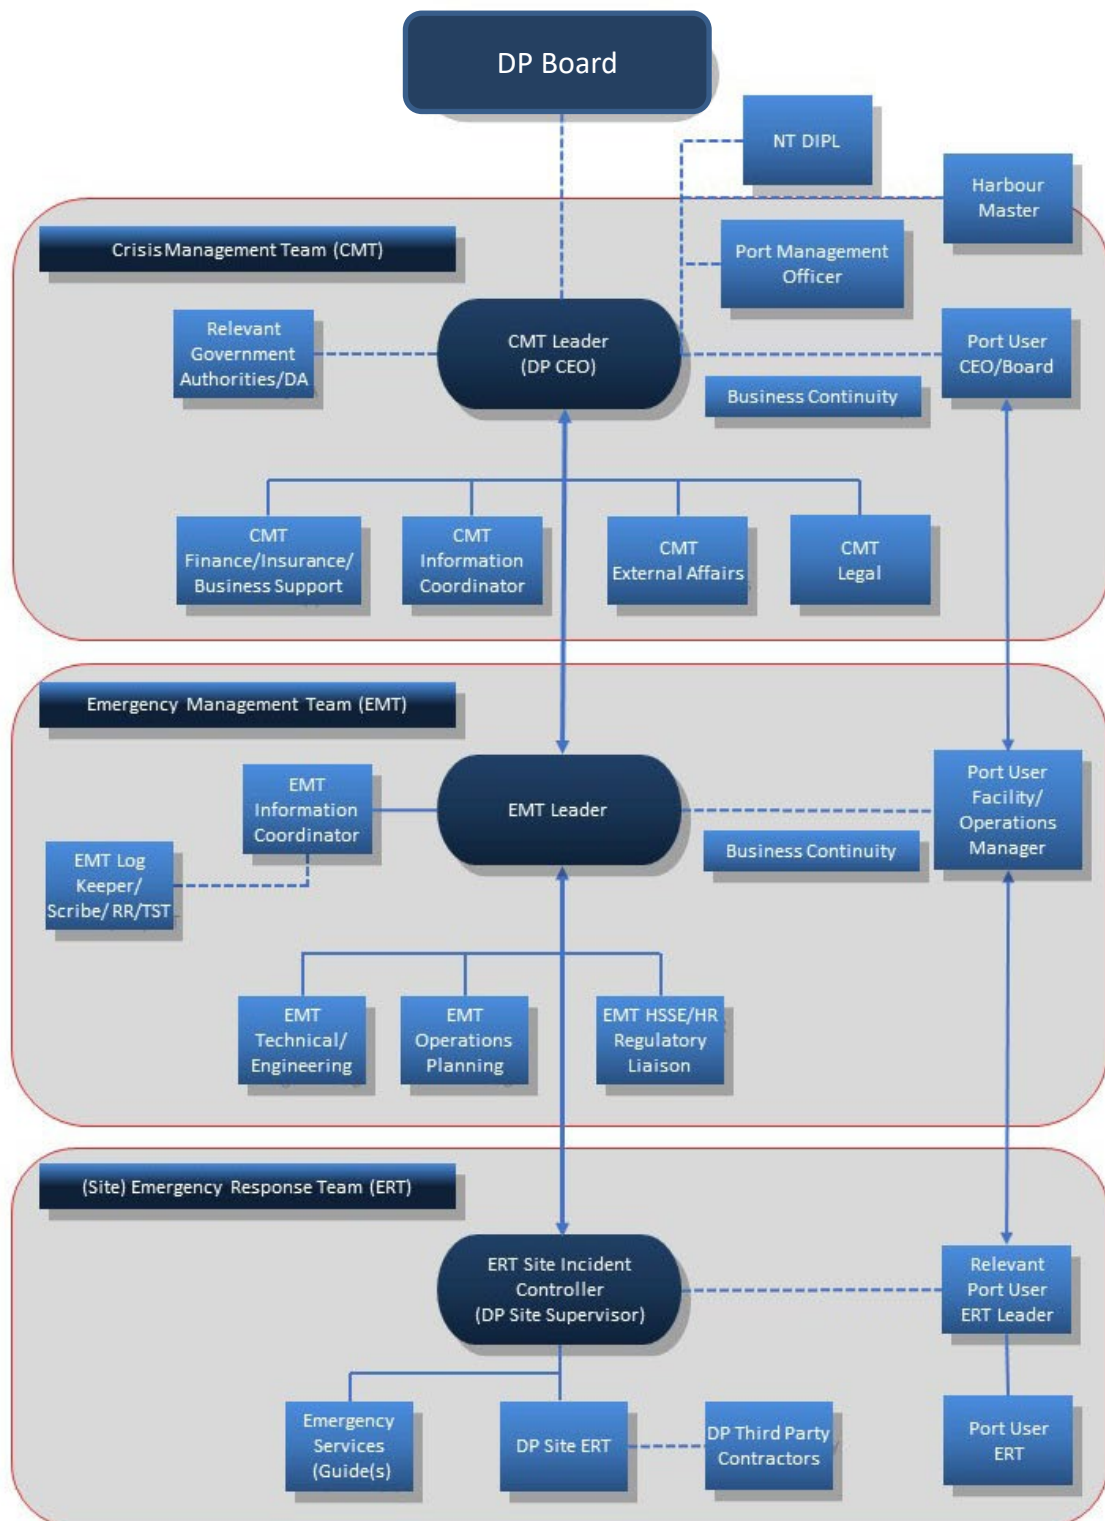 DP Board
NT DIPL
Harbour
Master
Crisis Management Team (CMT)
Port Management
Officer
Relevant
Government
Authorities/DA
CMT Leader
(DP CEO)
Port User
CEO/Board
Business Continuity
CMT
Finance/Insurance/
Business Support
CMT
Information
Coordinator
CMT
External Affairs
CMT
Legal
Emergency Management Team (EMT)
EMT
Information
Coordinator
EMT Leader
Port User
Facility/
Operations
Manager
Business Continuity
EMT Log
Keeper/
Scribe/ RR/TST
EMT
Technical/
Engineering
EMT
Operations
Planning
EMT HSSE/HR
Regulatory
Liaison
(Site) Emergency Response Team (ERT)
ERT Site Incident
Controller
(DP Site Supervisor)
Relevant
Port User
ERT Leader
Emergency
Services
(Guide(s)
DP Site ERT
DP Third Party
Contractors
Port User
ERT